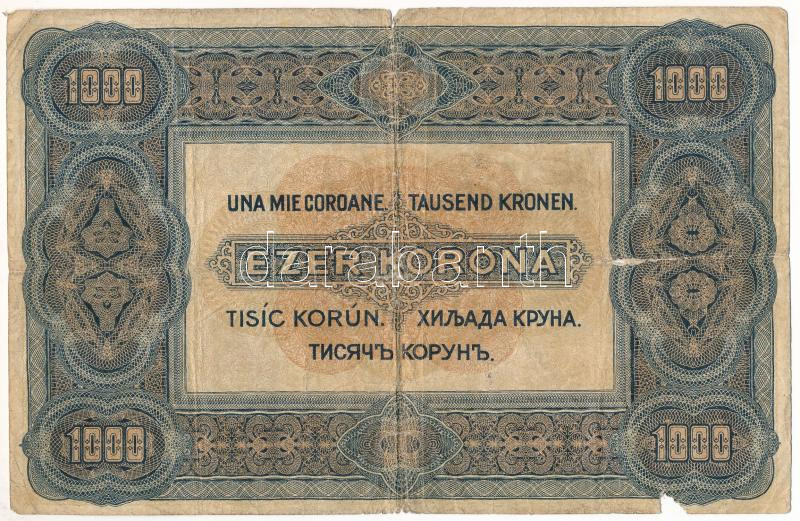 1000 1000
UNA MIE COROANE. TAUSEND KRONEN.
EZER KORONA
TISÍC KORÚN. ХИЉАДА КРУНА.
ТИСЯЧЪ КОРУНЪ.
1000 1000